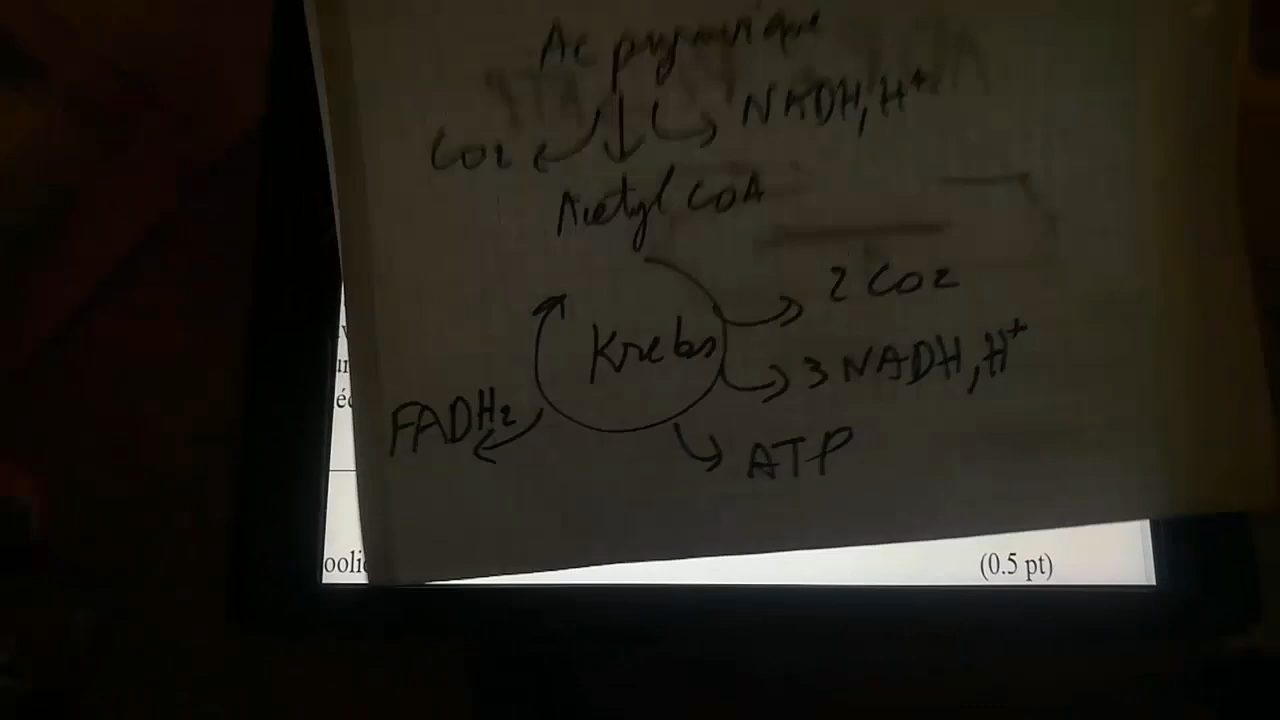 Ac pyruvique
NADH, H+
CO2
Acetyl COA
2 CO2
Krebs
3 NADH, H+
FADH2
ATP
(0.5 pt)